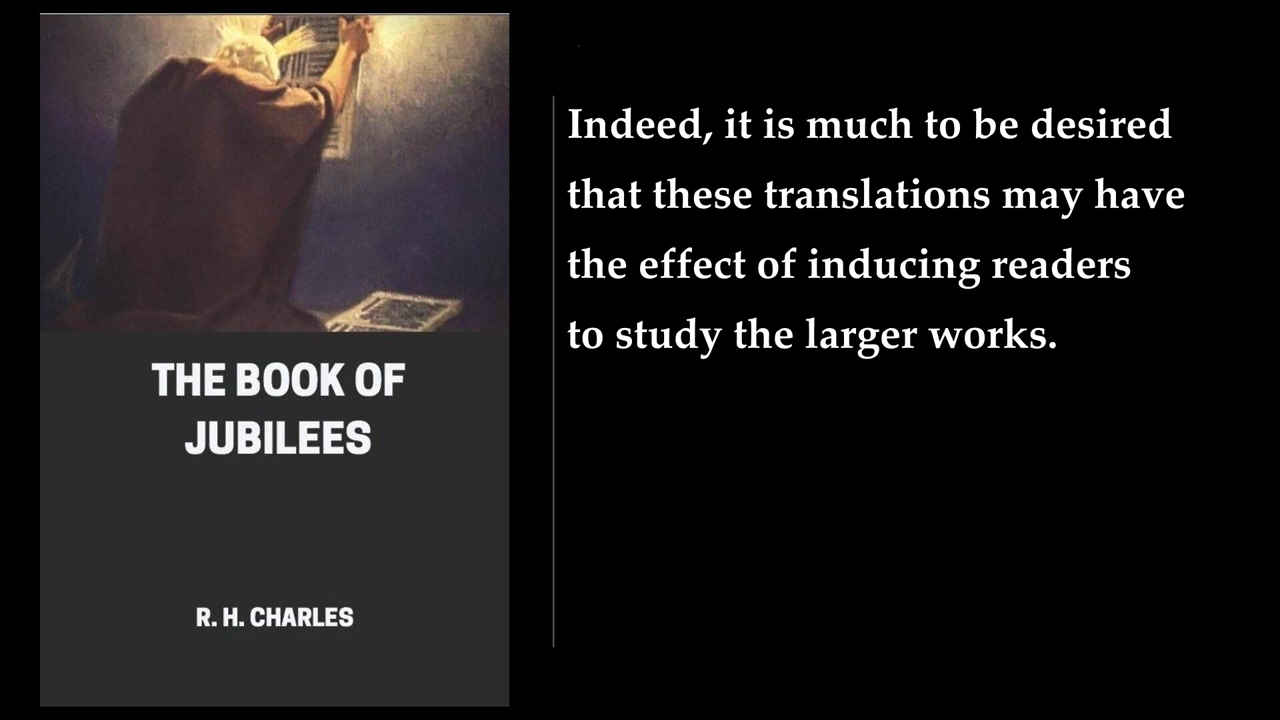 THE BOOK OF
JUBILEES
R. H. CHARLES
Indeed, it is much to be desired
that these translations may have
the effect of inducing readers
to study the larger works.